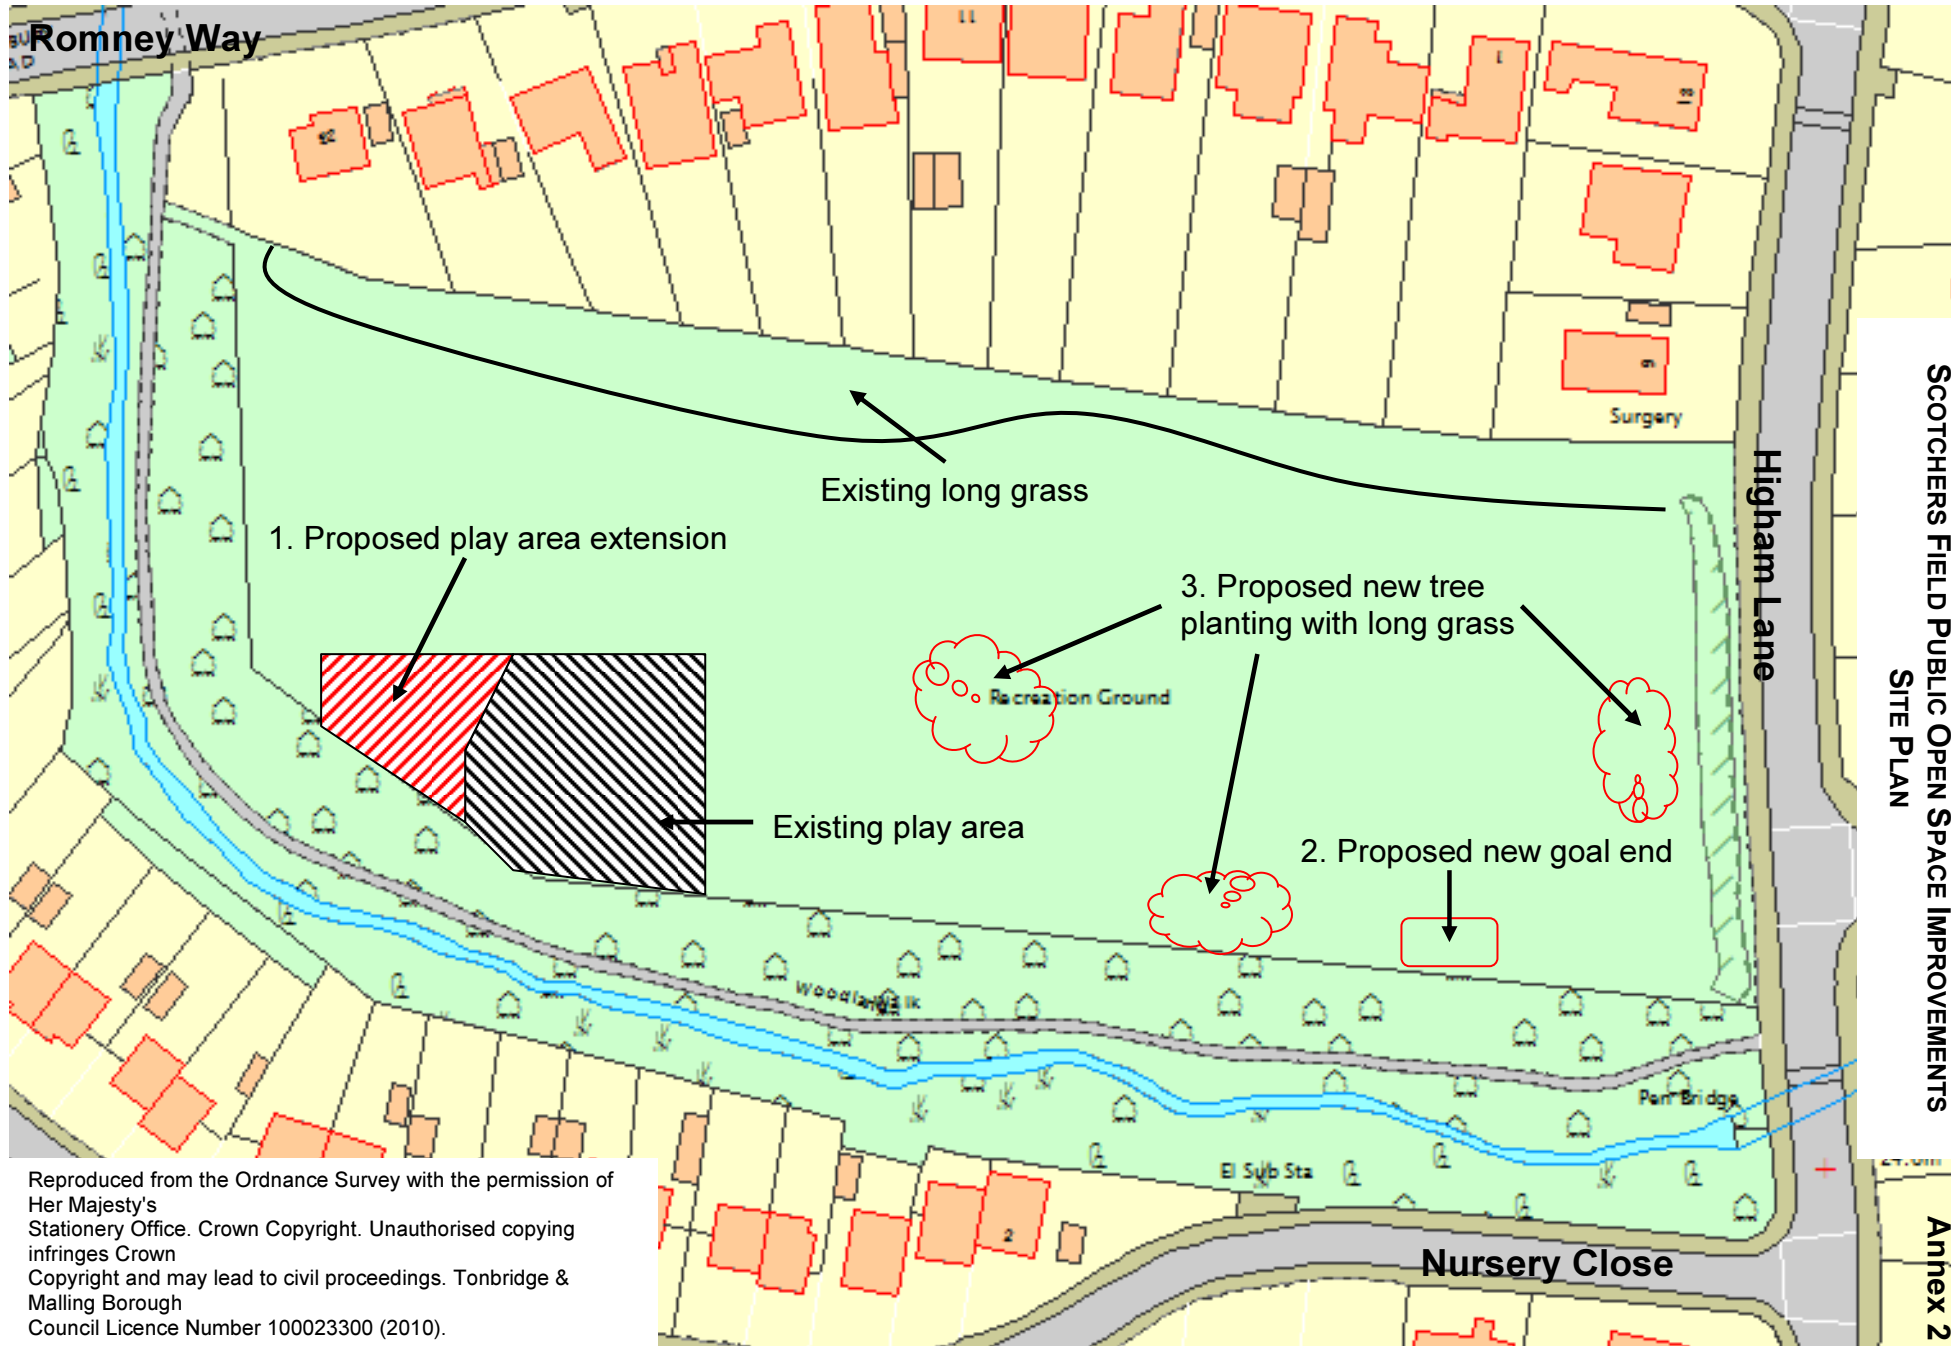 Romney Way
11
1
Surgery
Existing long grass
1. Proposed play area extension
3. Proposed new tree
planting with long grass
Recreation Ground
Existing play area
2. Proposed new goal end
Higham Lane
SCOTCHERS FIELD PUBLIC OPEN SPACE IMPROVEMENTS
SITE PLAN
Pen Bridge
El Sub Sta
2
Nursery Close
Annex 2
Reproduced from the Ordnance Survey with the permission of
Her Majesty's
Stationery Office. Crown Copyright. Unauthorised copying
infringes Crown
Copyright and may lead to civil proceedings. Tonbridge &
Malling Borough
Council Licence Number 100023300 (2010).